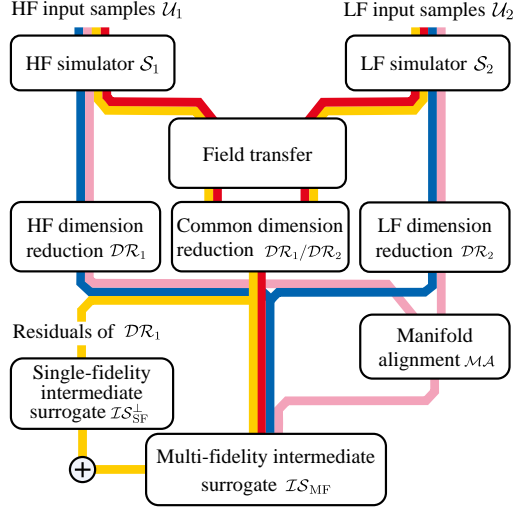 HF input samples 𝒰₁
LF input samples 𝒰₂
HF simulator 𝒮₁
LF simulator 𝒮₂
Field transfer
HF dimension
reduction 𝒟ℛ₁
Common dimension
reduction 𝒟ℛ₁/𝒟ℛ₂
LF dimension
reduction 𝒟ℛ₂
Residuals of 𝒟ℛ₁
Manifold
alignment ℳ𝒜
Single-fidelity
intermediate
surrogate ℐ𝒮⊥SF
+
Multi-fidelity intermediate
surrogate ℐ𝒮MF